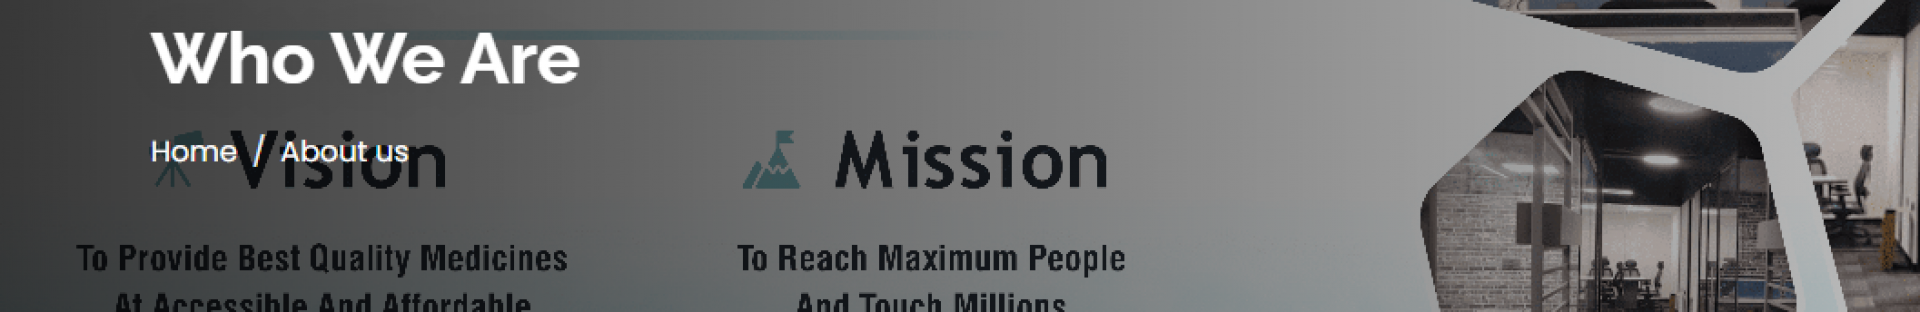 Who We Are
Home / About us
Vision
Mission
To Provide Best Quality Medicines
At Accessible And Affordable
To Reach Maximum People
And Touch Millions